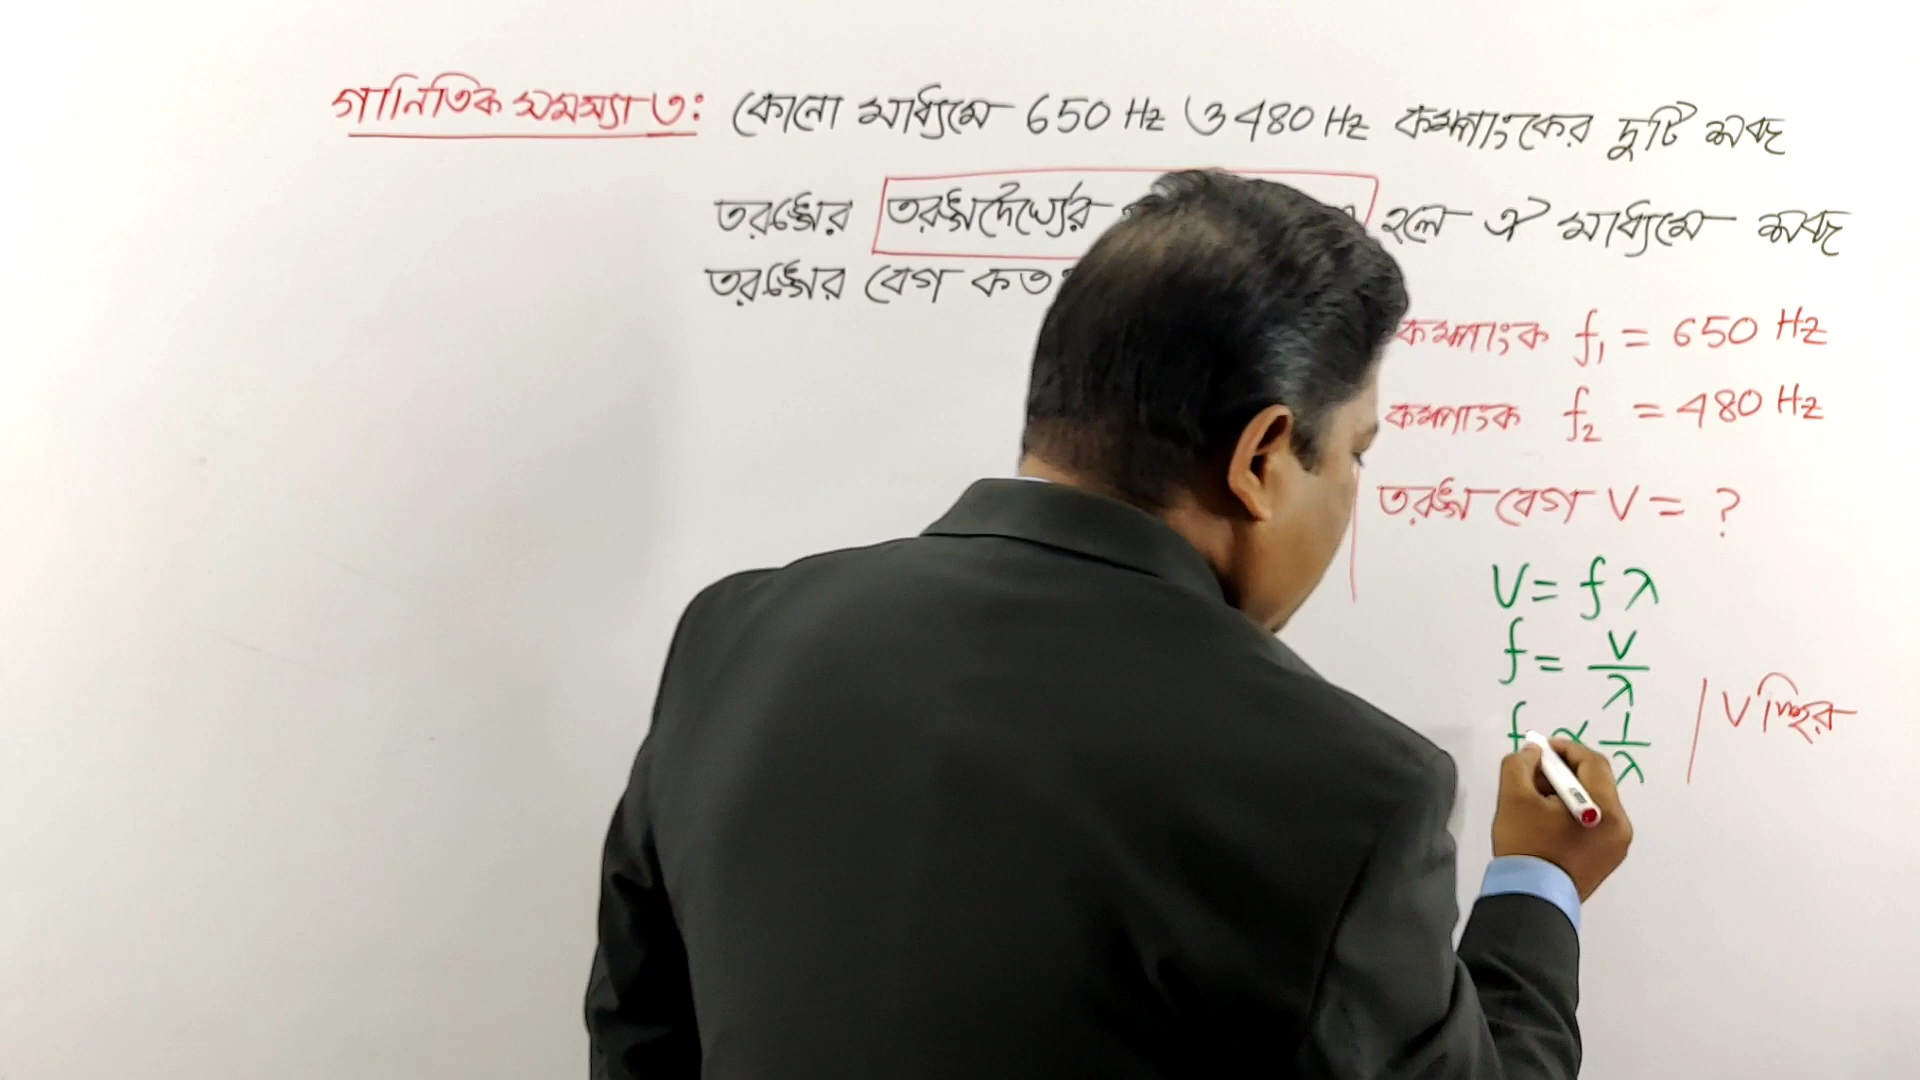 গানিতিক সমস্যা ৩: কোনো মাধ্যমে 650 Hz ও 480 Hz কম্পাংকের দুটি শব্দ
তরঙ্গের তরঙ্গদৈর্ঘ্যের হলে ঐ মাধ্যমে শব্দ
তরঙ্গের বেগ কত
কম্পাংক f₁ = 650 Hz
কম্পাংক f₂ = 480 Hz
তরঙ্গ বেগ V = ?
V = f λ
f = V/λ
f ∝ 1/λ | V স্থির